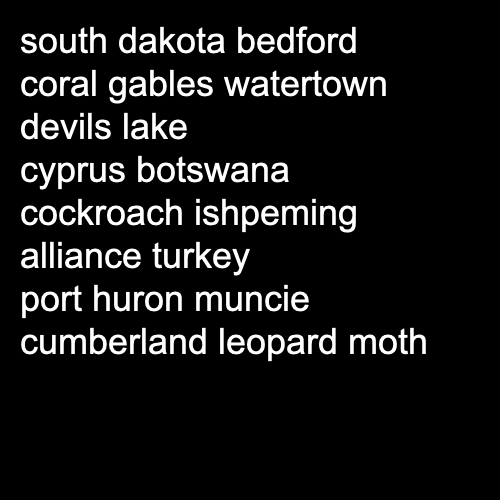 south dakota bedford
coral gables watertown
devils lake
cyprus botswana
cockroach ishpeming
alliance turkey
port huron muncie
cumberland leopard moth